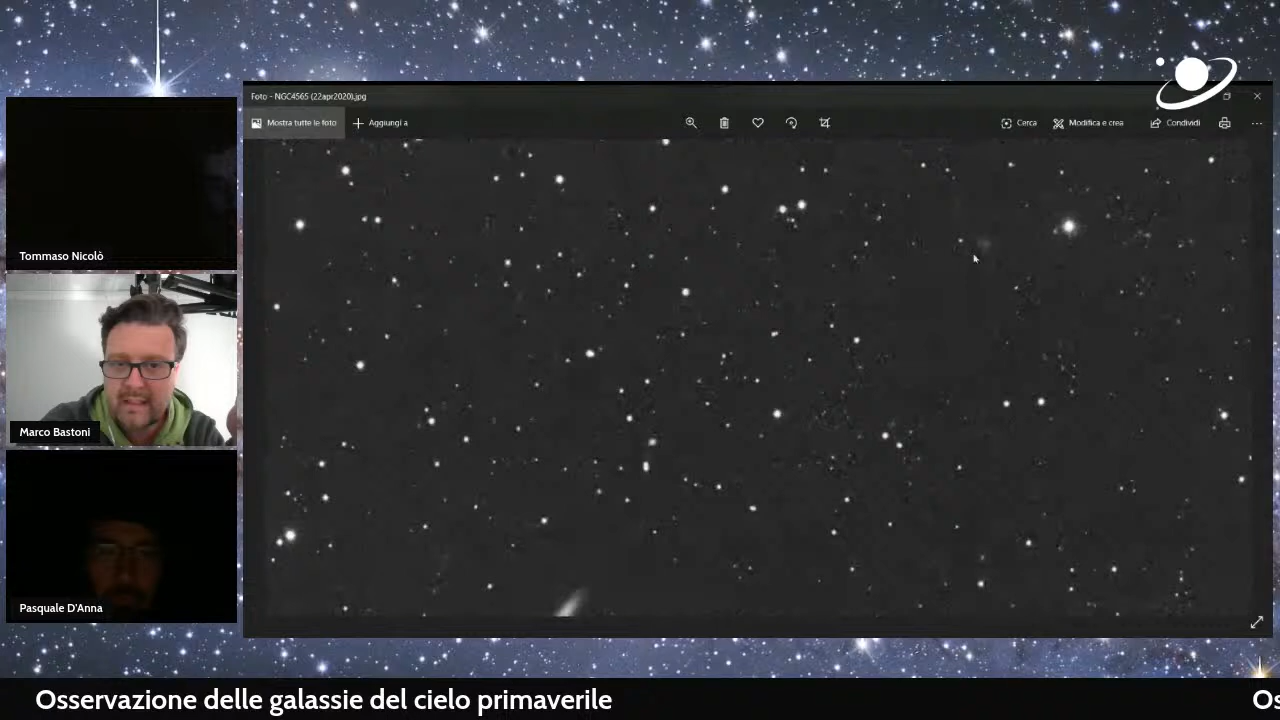 Foto - NGC4565 (22apr2020).jpg
Mostra tutte le foto
Aggiungi a
Cerca
Modifica e crea
Condividi
Tommaso Nicolò
Marco Bastoni
Pasquale D'Anna
Osservazione delle galassie del cielo primaverile
Os